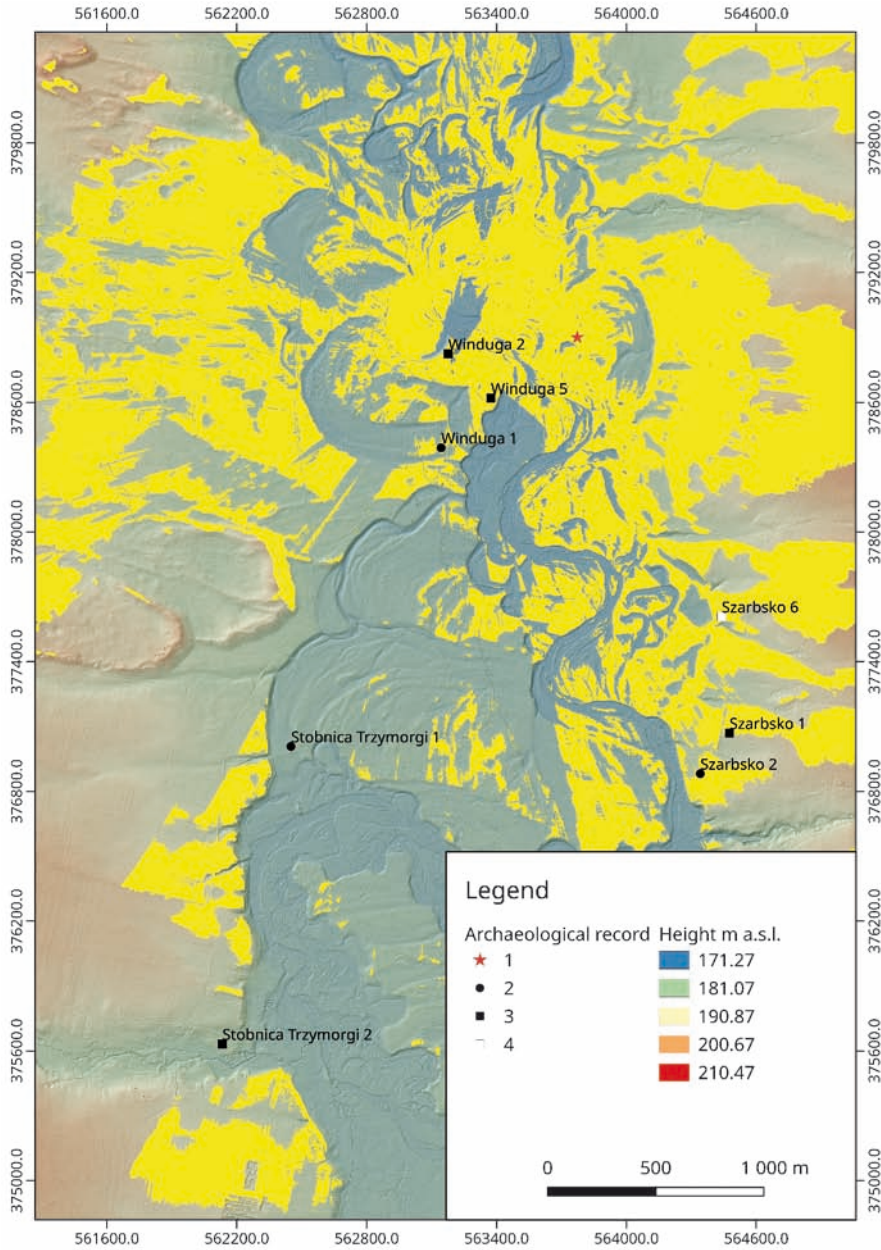 561600.0 562200.0 562800.0 563400.0 564000.0 564600.0
379800.0 379800.0
379200.0 379200.0
Winduga 2
Winduga 5
378600.0 378600.0
Winduga 1
378000.0 378000.0
Szarbsko 6
377400.0 377400.0
Szarbsko 1
Stobnica Trzymorgi 1
Szarbsko 2
376800.0 376800.0
Legend
Archaeological record Height m a.s.l.
1 171.27
2 181.07
3 190.87
4 200.67
210.47
376200.0 376200.0
Stobnica Trzymorgi 2
375600.0 375600.0
0 500 1 000 m
375000.0 375000.0
561600.0 562200.0 562800.0 563400.0 564000.0 564600.0